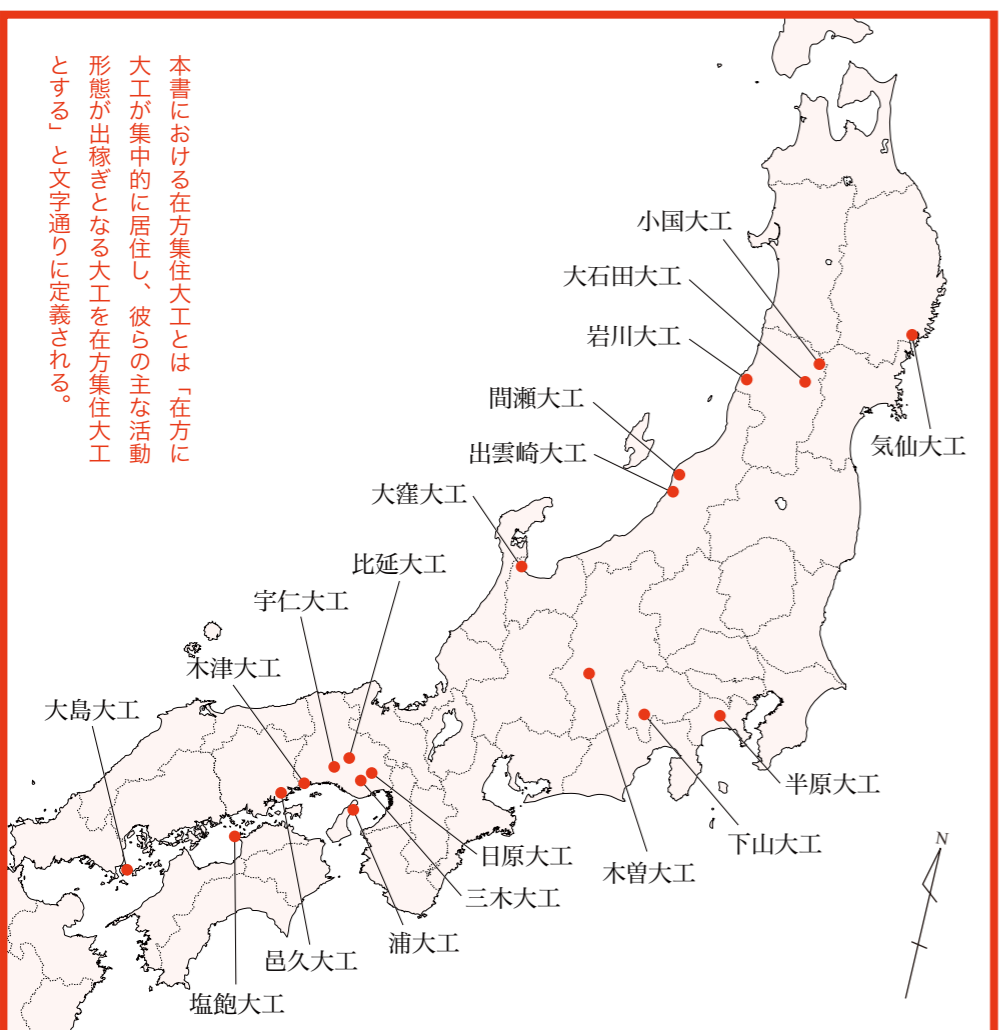 本書における在方集住大工とは「在方に
大工が集中的に居住し、彼らの主な活動
形態が出稼ぎとなる大工を在方集住大工
とする」と文字通りに定義される。
小国大工
大石田大工
岩川大工
間瀬大工
出雲崎大工
大窪大工
気仙大工
比延大工
宇仁大工
木津大工
大島大工
半原大工
下山大工
木曽大工
日原大工
三木大工
浦大工
邑久大工
塩飽大工
N